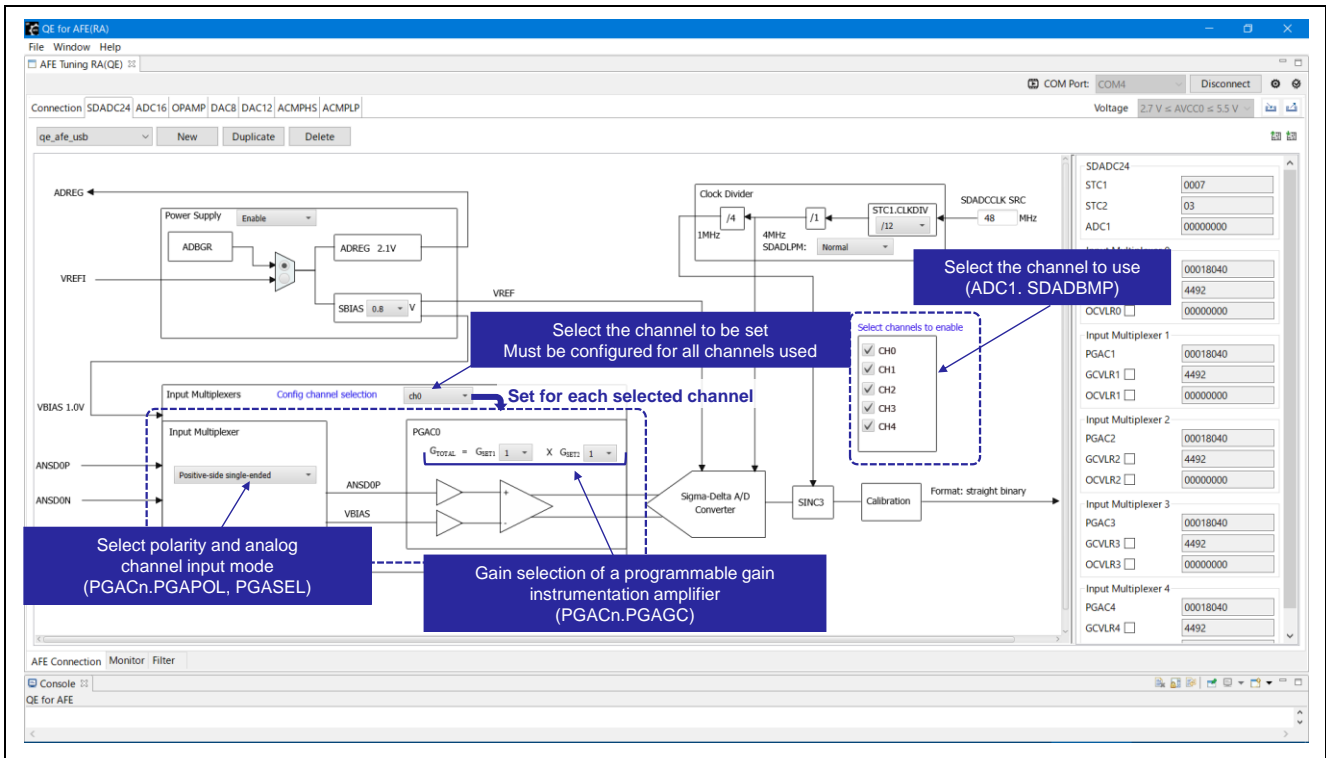 QE for AFE(RA)
File Window Help
AFE Tuning RA(QE)
COM Port: COM4 Disconnect
Connection SDADC24 ADC16 OPAMP DAC8 DAC12 ACMPHS ACMPLP
Voltage 2.7 V ≤ AVCC0 ≤ 5.5 V
qe_afe_usb New Duplicate Delete
ADREG
Power Supply Enable
ADBGR
ADREG 2.1V
VREFI
SBIAS 0.8 V
VREF
Clock Divider
/4 /1 STC1.CLKDIV
/12
SDADCCLK SRC
48 MHz
1MHz 4MHz
SDADLPM: Normal
Select the channel to use
(ADC1. SDADBMP)
Select the channel to be set
Must be configured for all channels used
Select channels to enable
CH0
CH1
CH2
CH3
CH4
VBIAS 1.0V
Input Multiplexers Config channel selection ch0
Set for each selected channel
Input Multiplexer
Positive-side single-ended
ANSD0P
ANSD0N
PGAC0
GTOTAL = GSET1 1 X GSET2 1
ANSD0P
VBIAS
+
-
Sigma-Delta A/D
Converter
SINC3
Calibration
Format: straight binary
Select polarity and analog
channel input mode
(PGACn.PGAPOL, PGASEL)
Gain selection of a programmable gain
instrumentation amplifier
(PGACn.PGAGC)
SDADC24
STC1 0007
STC2 03
ADC1 00000000
00018040
4492
OCVLR0 00000000
Input Multiplexer 1
PGAC1 00018040
GCVLR1 4492
OCVLR1 00000000
Input Multiplexer 2
PGAC2 00018040
GCVLR2 4492
OCVLR2 00000000
Input Multiplexer 3
PGAC3 00018040
GCVLR3 4492
OCVLR3 00000000
Input Multiplexer 4
PGAC4 00018040
GCVLR4 4492
AFE Connection Monitor Filter
Console
QE for AFE